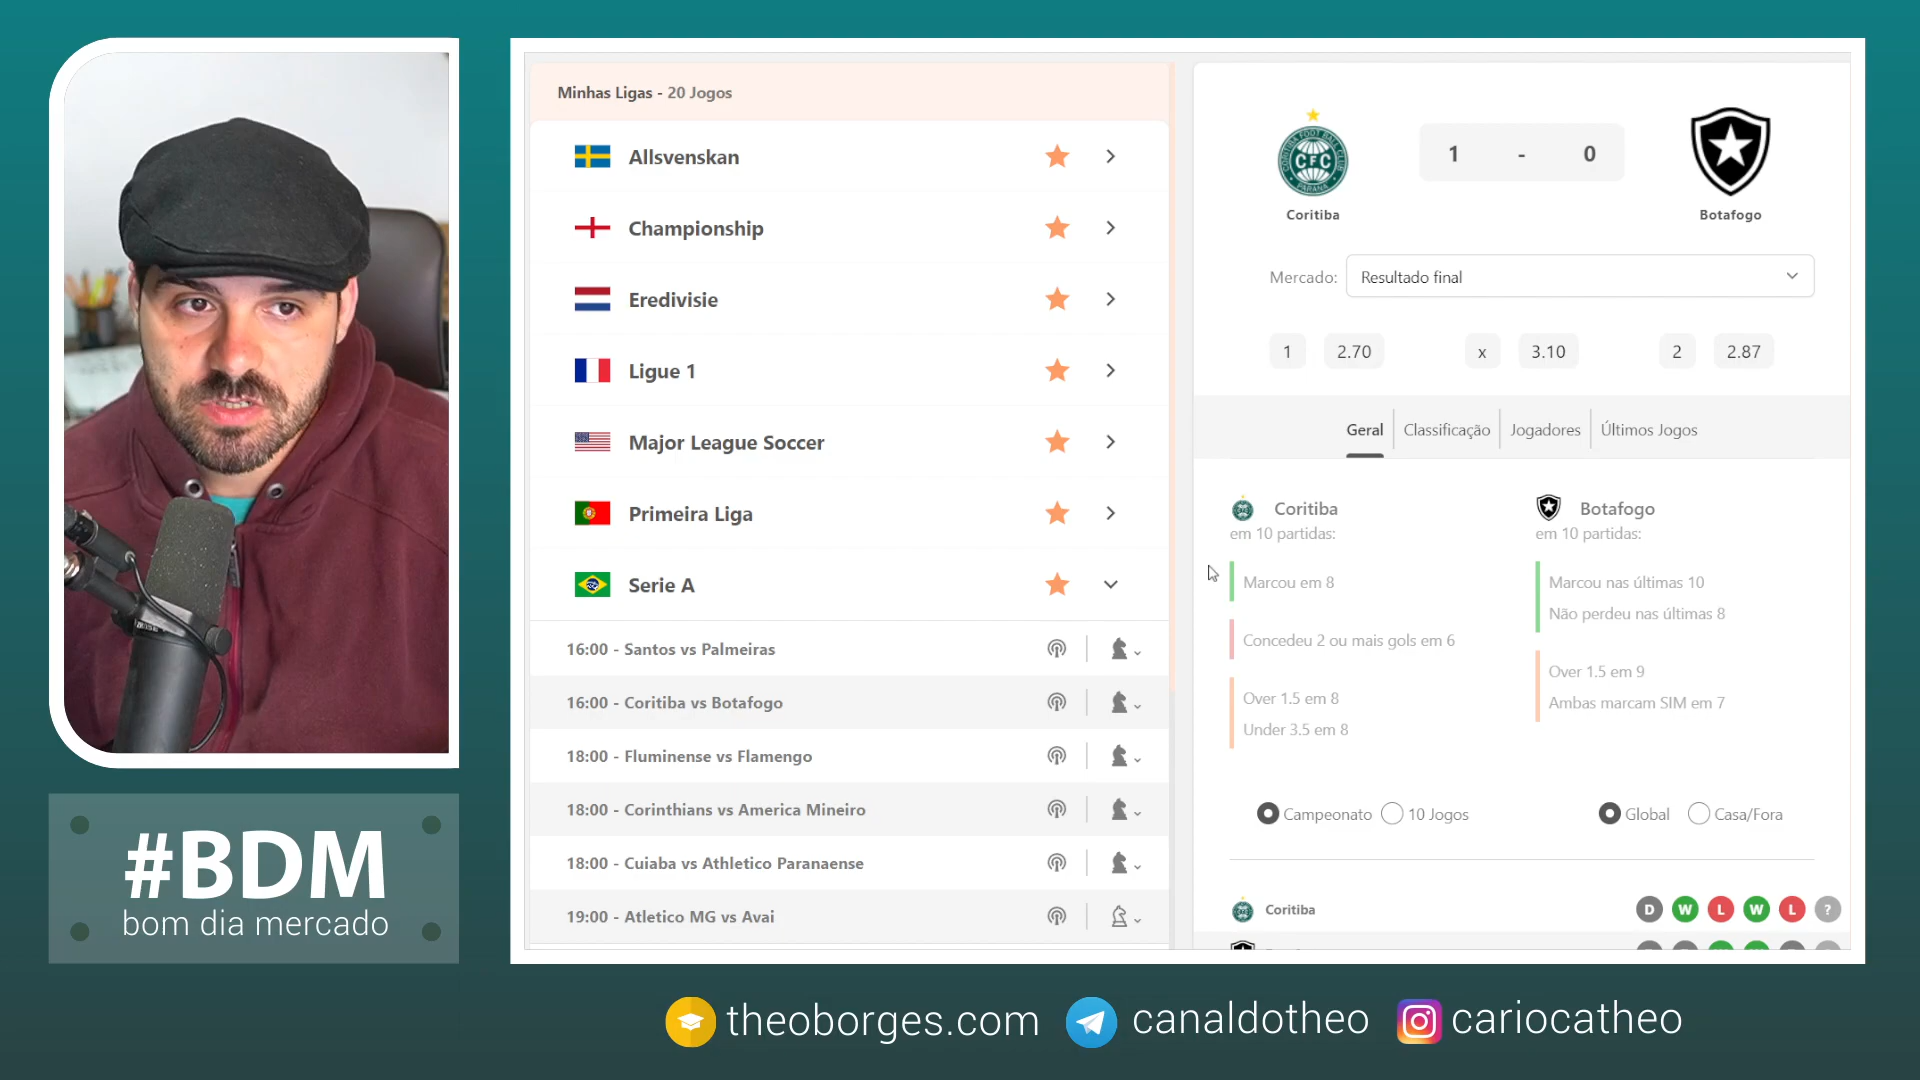 Minhas Ligas - 20 Jogos
Allsvenskan
Championship
Eredivisie
Ligue 1
Major League Soccer
Primeira Liga
Serie A
16:00 - Santos vs Palmeiras
16:00 - Coritiba vs Botafogo
18:00 - Fluminense vs Flamengo
18:00 - Corinthians vs America Mineiro
18:00 - Cuiaba vs Athletico Paranaense
19:00 - Atletico MG vs Avai
CORITIBA FOOT BALL CLUB
CFC
PARANÁ
1 - 0
Coritiba
Botafogo
Mercado: Resultado final
1 2.70 x 3.10 2 2.87
Geral Classificação Jogadores Últimos Jogos
Coritiba
em 10 partidas:
Marcou em 8
Concedeu 2 ou mais gols em 6
Over 1.5 em 8
Under 3.5 em 8
Botafogo
em 10 partidas:
Marcou nas últimas 10
Não perdeu nas últimas 8
Over 1.5 em 9
Ambas marcam SIM em 7
Campeonato 10 Jogos Global Casa/Fora
Coritiba D W L W L ?
#BDM
bom dia mercado
theoborges.com canaldotheo cariocatheo